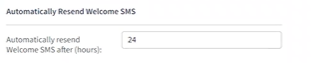 Automatically Resend Welcome SMS
Automatically resend
Welcome SMS after (hours):
24